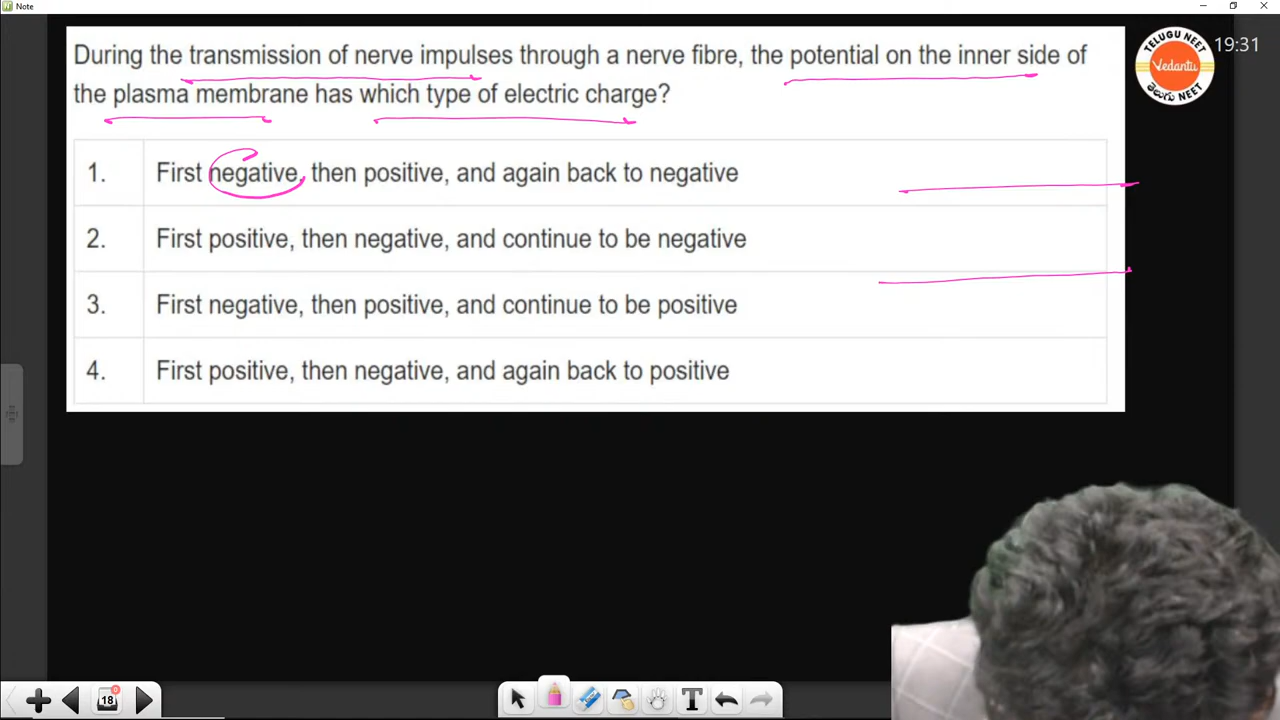 Note
During the transmission of nerve impulses through a nerve fibre, the potential on the inner side of
the plasma membrane has which type of electric charge?
1. First negative, then positive, and again back to negative
2. First positive, then negative, and continue to be negative
3. First negative, then positive, and continue to be positive
4. First positive, then negative, and again back to positive
TELUGU NEET
Vedantu
తెలుగు NEET
19:31
18
0
T